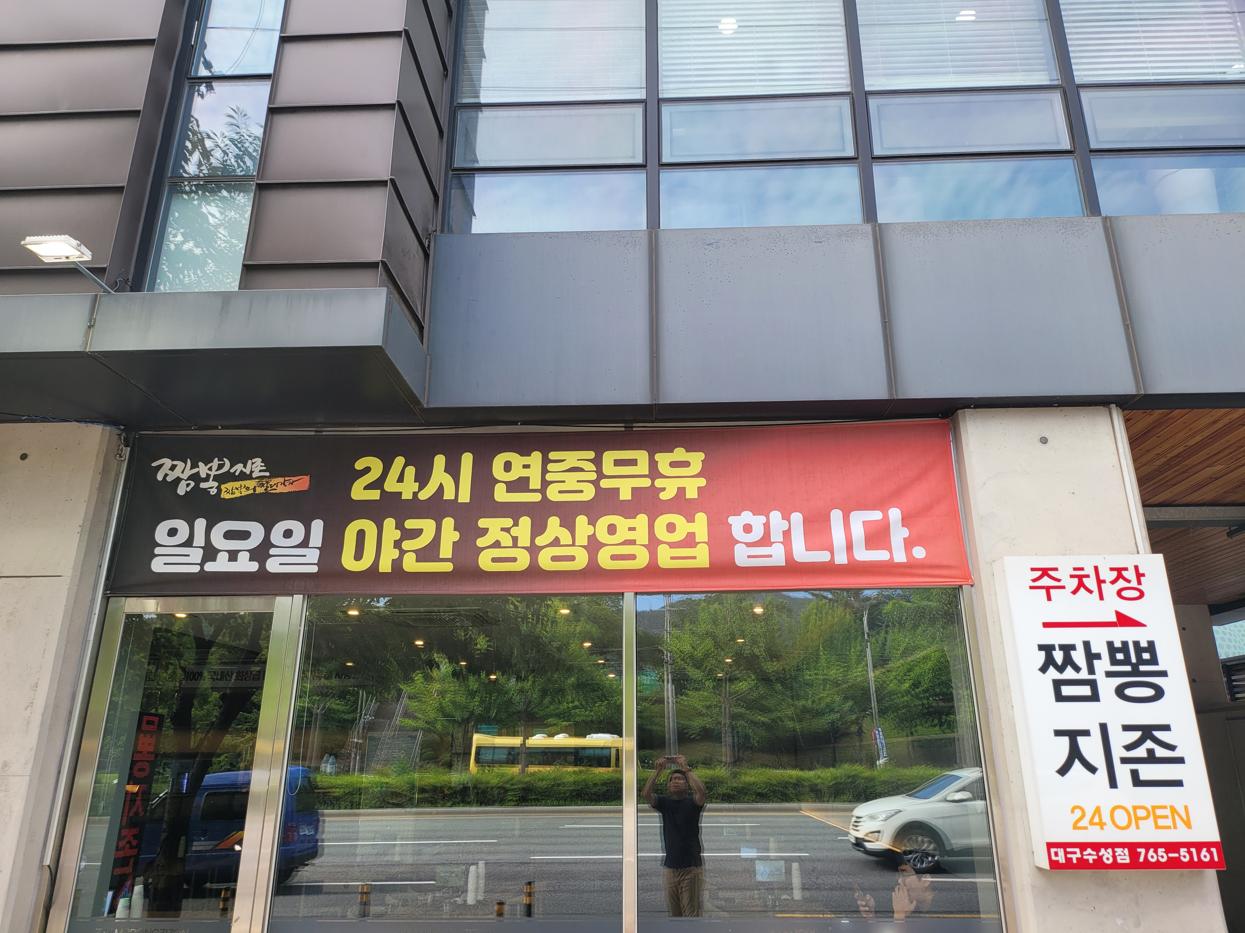 짬뽕지존
24시 연중무휴
일요일 야간 정상영업 합니다.
주차장
짬뽕
지존
24 OPEN
대구수성점 765-5161